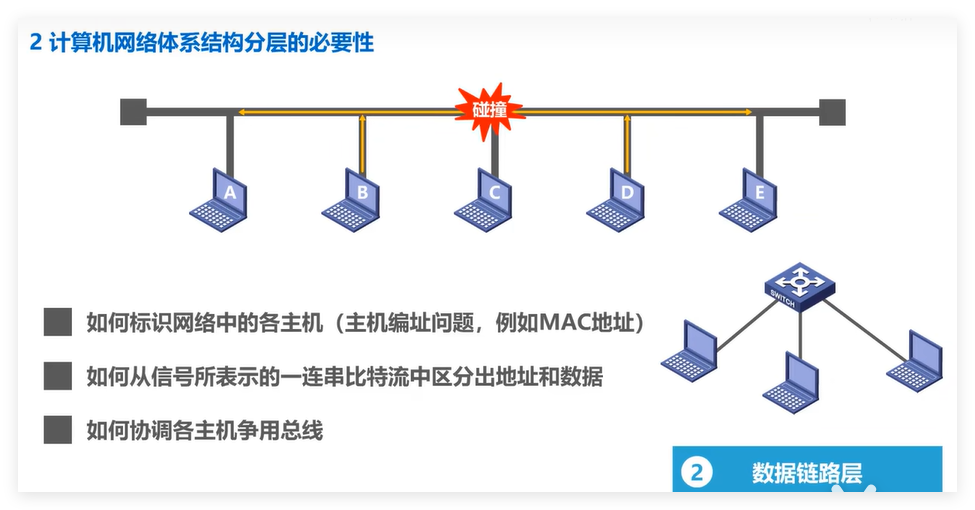 2 计算机网络体系结构分层的必要性
碰撞
A
B
C
D
E
SWITCH
如何标识网络中的各主机（主机编址问题，例如MAC地址）
如何从信号所表示的一连串比特流中区分出地址和数据
如何协调各主机争用总线
2 数据链路层